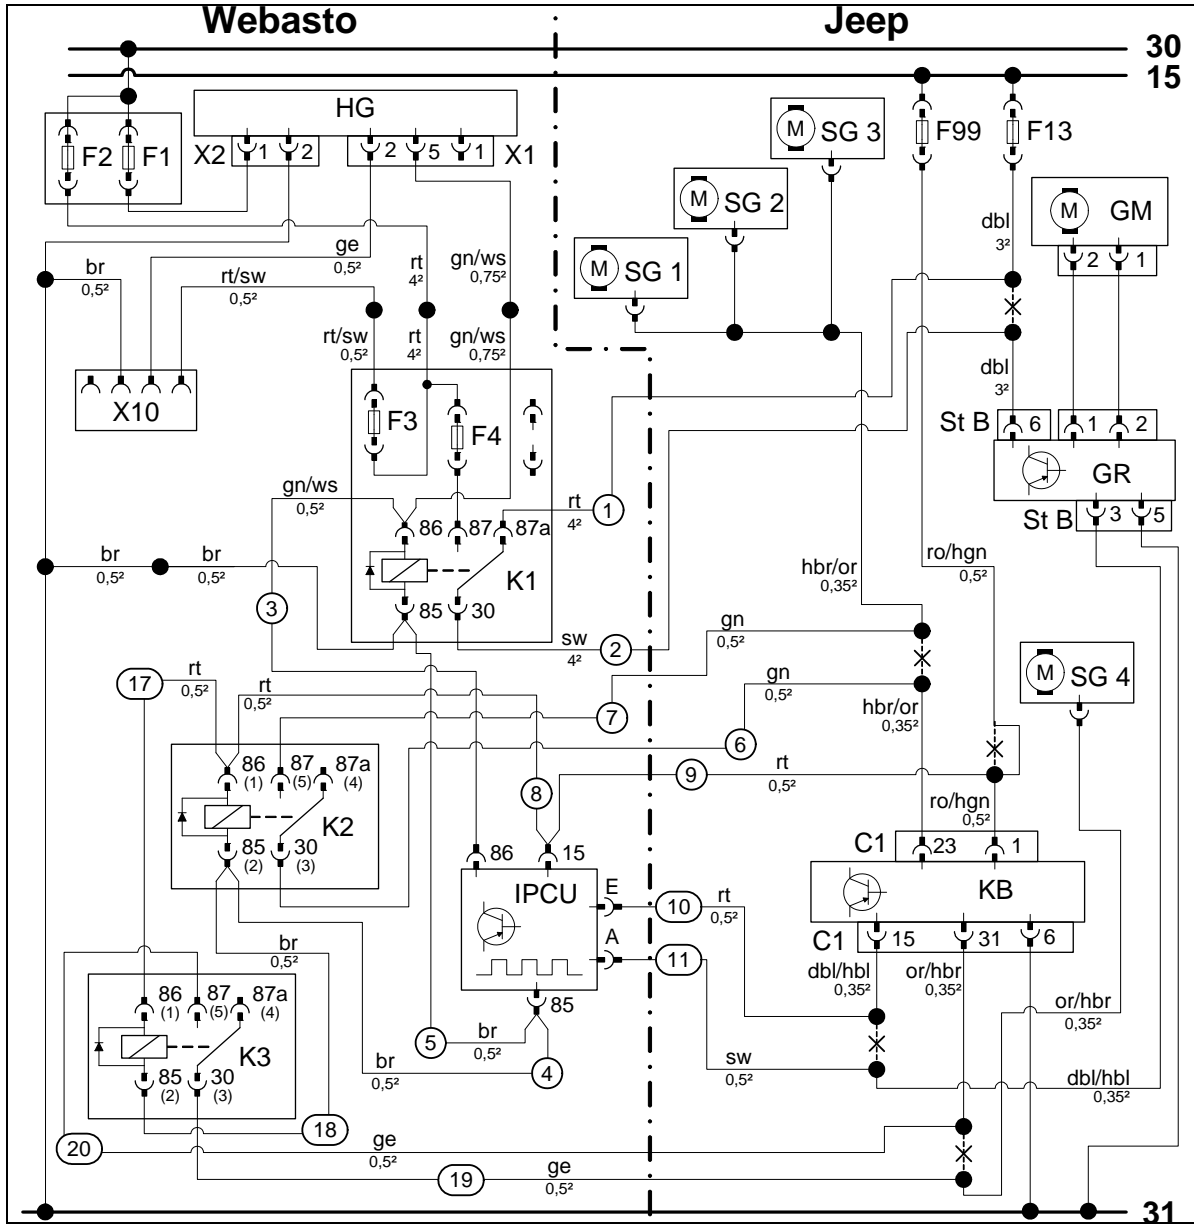 Webasto Jeep
30
15
HG
F2 F1 X2 1 2 2 5 1 X1
M SG 3
F99 F13
M SG 2
M GM
2 1
M SG 1
dbl
3²
ge
0,5²
br
0,5²
rt/sw
0,5²
rt
4²
gn/ws
0,75²
rt/sw
0,5²
rt
4²
gn/ws
0,75²
dbl
3²
X10
F3 F4
St B 6 1 2
GR
St B 3 5
gn/ws
0,5²
86 87 87a
rt
4²
1
br
0,5²
br
0,5²
K1
3
85 30
hbr/or
0,35²
ro/hgn
0,5²
sw
4²
2
gn
0,5²
M SG 4
17
rt
0,5²
rt
0,5²
7
gn
0,5²
hbr/or
0,35²
6
86
(1)
87
(5)
87a
(4)
8
9
rt
0,5²
K2
85
(2)
30
(3)
ro/hgn
0,5²
C1 23 1
86 15
IPCU
E
A
10
rt
0,5²
KB
C1 15 31 6
11
br
0,5²
dbl/hbl
0,35²
or/hbr
0,35²
or/hbr
0,35²
86
(1)
87
(5)
87a
(4)
K3
85
(2)
30
(3)
85
5
br
0,5²
4
br
0,5²
sw
0,5²
dbl/hbl
0,35²
18
20
ge
0,5²
19
ge
0,5²
31